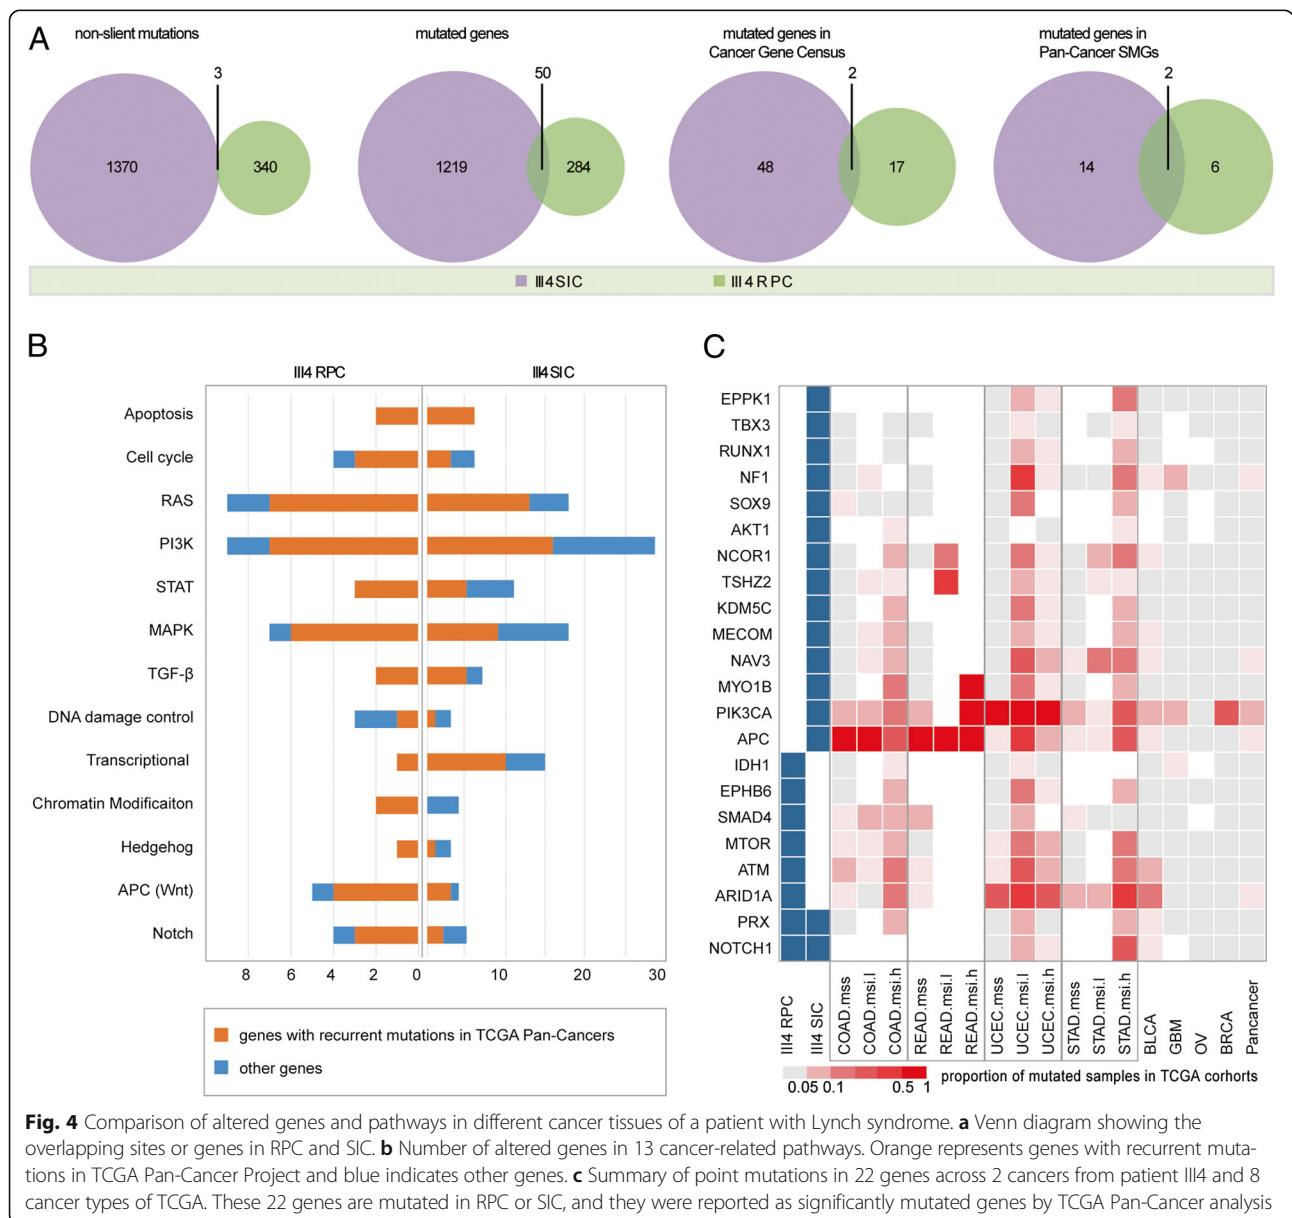 A
non-slient mutations
mutated genes
mutated genes in
Cancer Gene Census
mutated genes in
Pan-Cancer SMGs
3
50
2
2
1370
340
1219
284
48
17
14
6
III4SIC
III4RPC
B
III4 RPC
III4SIC
Apoptosis
Cell cycle
RAS
PI3K
STAT
MAPK
TGF-β
DNA damage control
Transcriptional
Chromatin Modificaiton
Hedgehog
APC (Wnt)
Notch
8 6 4 2 0 10 20 30
genes with recurrent mutations in TCGA Pan-Cancers
other genes
C
EPPK1
TBX3
RUNX1
NF1
SOX9
AKT1
NCOR1
TSHZ2
KDM5C
MECOM
NAV3
MYO1B
PIK3CA
APC
IDH1
EPHB6
SMAD4
MTOR
ATM
ARID1A
PRX
NOTCH1
III4 RPC
III4 SIC
COAD.mss
COAD.msi.l
COAD.msi.h
READ.mss
READ.msi.l
READ.msi.h
UCEC.mss
UCEC.msi.l
UCEC.msi.h
STAD.mss
STAD.msi.l
STAD.msi.h
BLCA
GBM
OV
BRCA
Pancancer
0.05 0.1 0.5 1
proportion of mutated samples in TCGA cohorts
Fig. 4 Comparison of altered genes and pathways in different cancer tissues of a patient with Lynch syndrome. a Venn diagram showing the
overlapping sites or genes in RPC and SIC. b Number of altered genes in 13 cancer-related pathways. Orange represents genes with recurrent muta-
tions in TCGA Pan-Cancer Project and blue indicates other genes. c Summary of point mutations in 22 genes across 2 cancers from patient III4 and 8
cancer types of TCGA. These 22 genes are mutated in RPC or SIC, and they were reported as significantly mutated genes by TCGA Pan-Cancer analysis